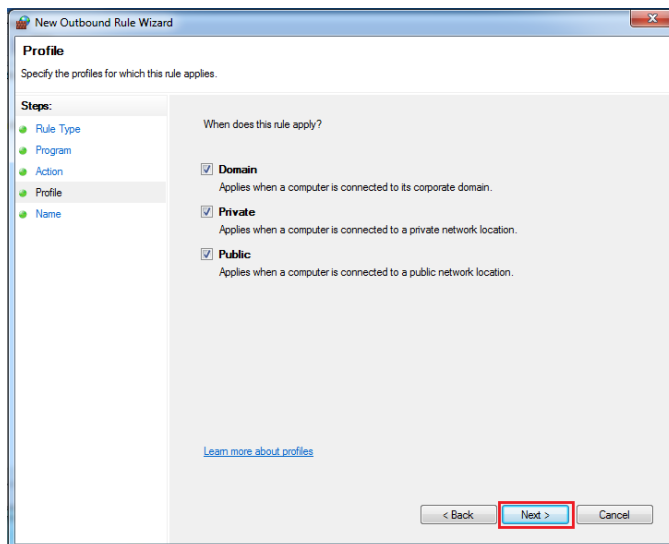 New Outbound Rule Wizard
Profile
Specify the profiles for which this rule applies.
Steps:
Rule Type
Program
Action
Profile
Name
When does this rule apply?
Domain
Applies when a computer is connected to its corporate domain.
Private
Applies when a computer is connected to a private network location.
Public
Applies when a computer is connected to a public network location.
Learn more about profiles
< Back
Next >
Cancel